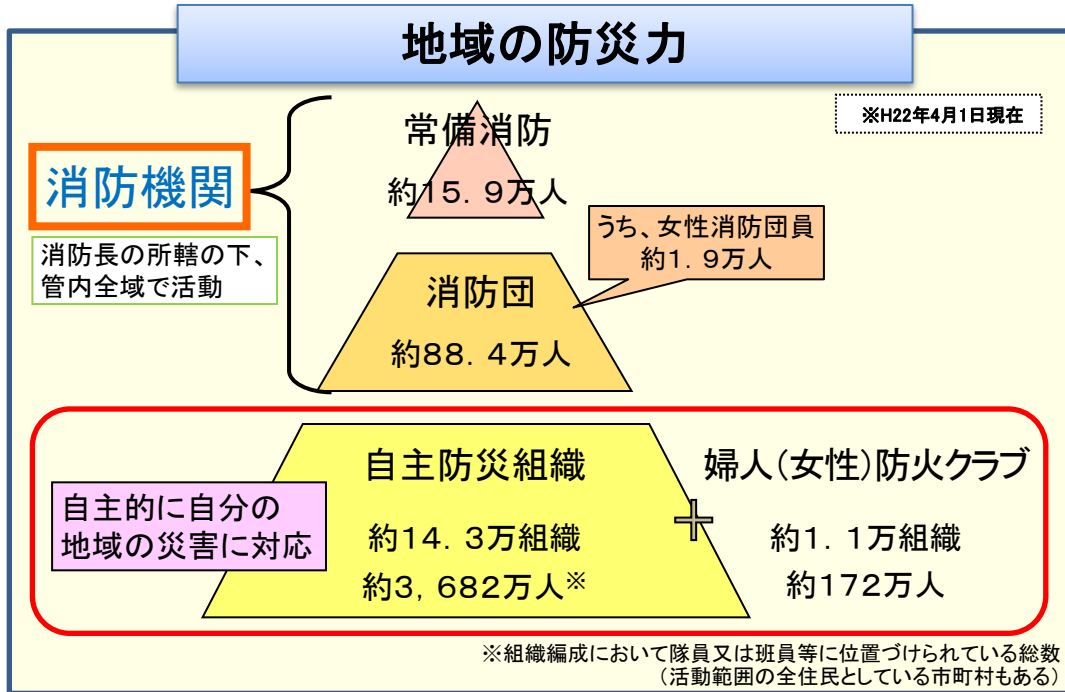 地域の防災力
※H22年4月1日現在
常備消防
約15．9万人
消防機関
消防長の所轄の下、
管内全域で活動
うち、女性消防団員
約1．9万人
消防団
約88．4万人
自主防災組織
約14．3万組織
約3，682万人※
自主的に自分の
地域の災害に対応
＋
婦人（女性）防火クラブ
約1．1万組織
約172万人
※組織編成において隊員又は班員等に位置づけられている総数
（活動範囲の全住民としている市町村もある）